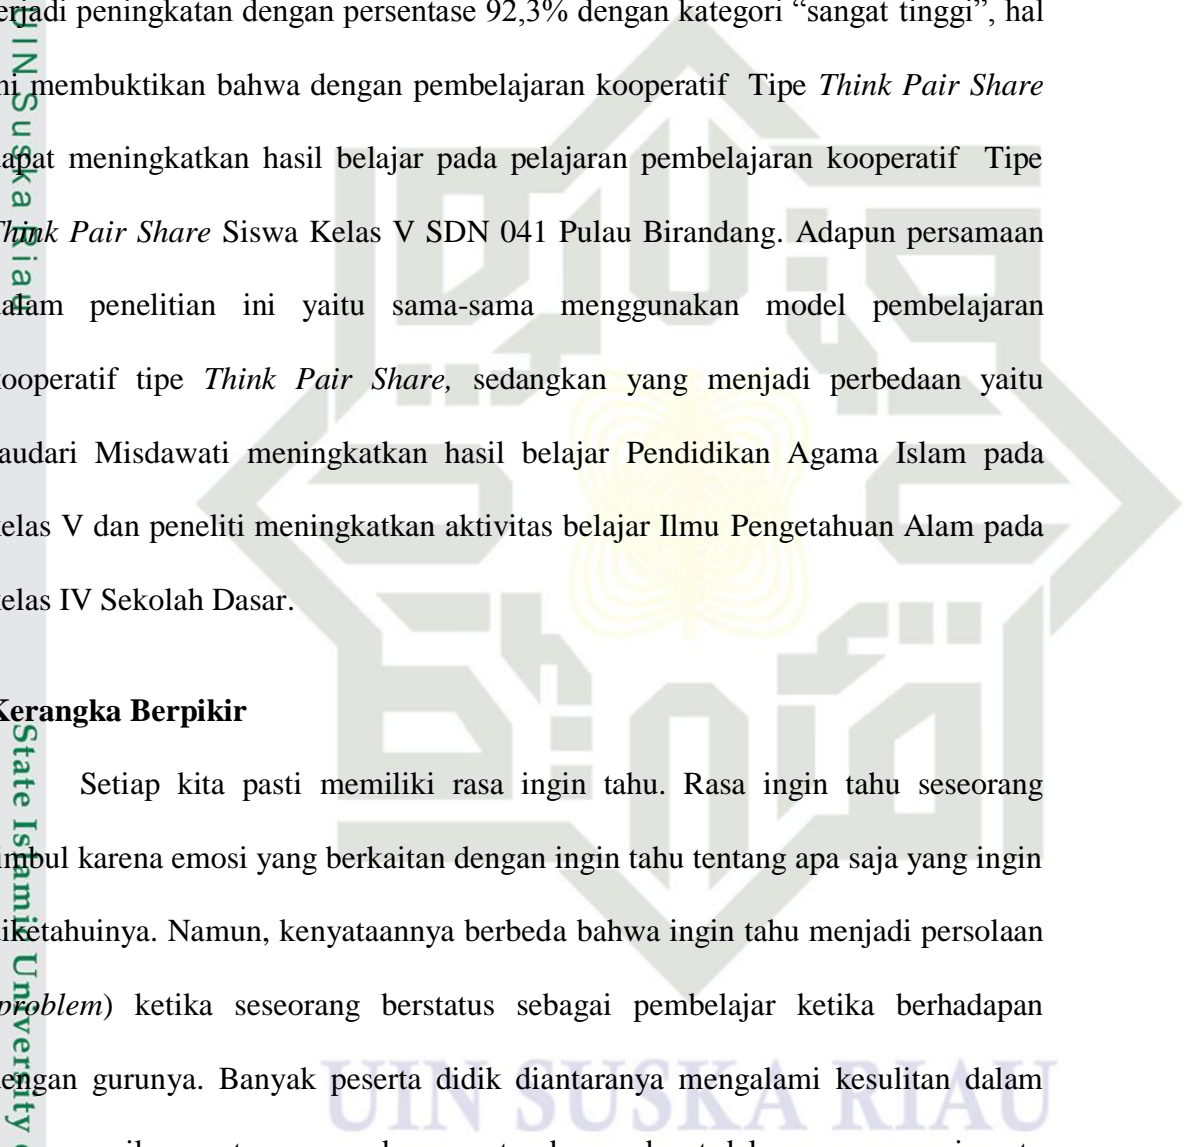 terjadi peningkatan dengan persentase 92,3% dengan kategori “sangat tinggi”, hal
ini membuktikan bahwa dengan pembelajaran kooperatif Tipe Think Pair Share
dapat meningkatkan hasil belajar pada pelajaran pembelajaran kooperatif Tipe
Think Pair Share Siswa Kelas V SDN 041 Pulau Birandang. Adapun persamaan
dalam penelitian ini yaitu sama-sama menggunakan model pembelajaran
kooperatif tipe Think Pair Share, sedangkan yang menjadi perbedaan yaitu
saudari Misdawati meningkatkan hasil belajar Pendidikan Agama Islam pada
kelas V dan peneliti meningkatkan aktivitas belajar Ilmu Pengetahuan Alam pada
kelas IV Sekolah Dasar.
Kerangka Berpikir
Setiap kita pasti memiliki rasa ingin tahu. Rasa ingin tahu seseorang
timbul karena emosi yang berkaitan dengan ingin tahu tentang apa saja yang ingin
diketahuinya. Namun, kenyataannya berbeda bahwa ingin tahu menjadi persolaan
(problem) ketika seseorang berstatus sebagai pembelajar ketika berhadapan
dengan gurunya. Banyak peserta didik diantaranya mengalami kesulitan dalam
UIN Suska Riau
State Islamic University
UIN SUSKA RIAU